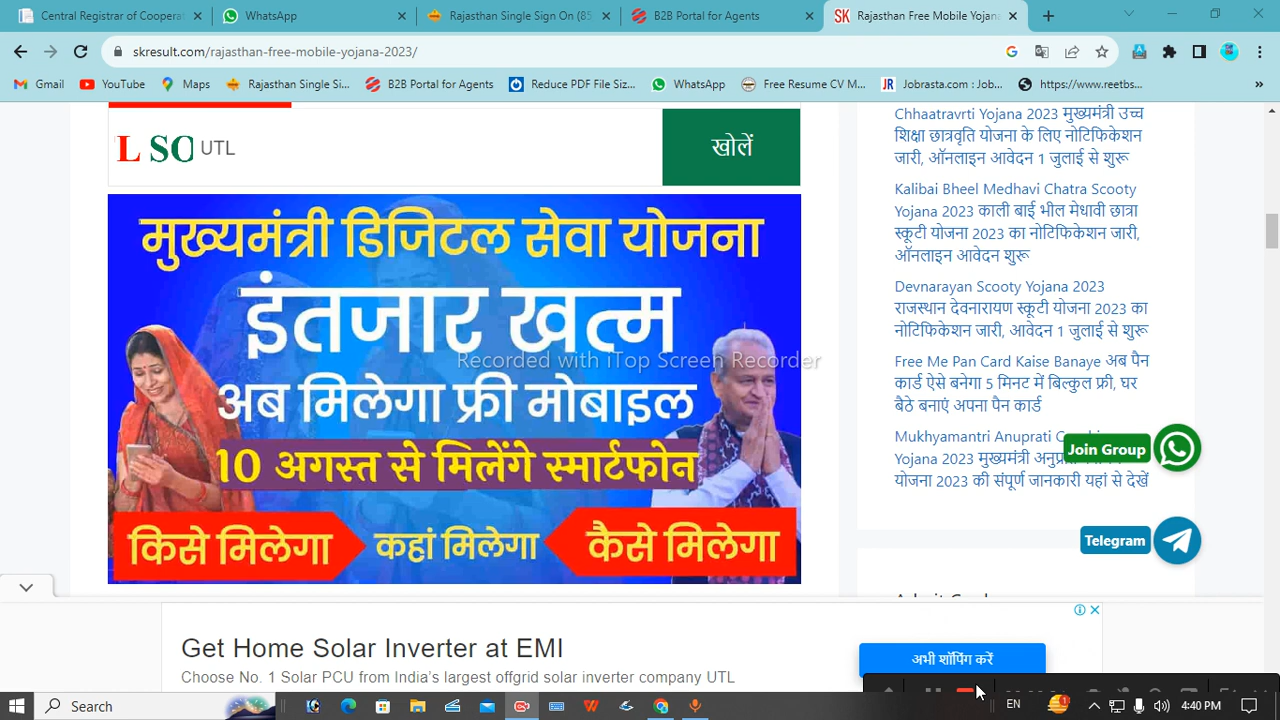 Central Registrar of Cooperat
WhatsApp
Rajasthan Single Sign On (85
B2B Portal for Agents
Rajasthan Free Mobile Yojana
skresult.com/rajasthan-free-mobile-yojana-2023/
Gmail
YouTube
Maps
Rajasthan Single Si...
B2B Portal for Agents
Reduce PDF File Siz...
WhatsApp
Free Resume CV M...
Jobrasta.com : Job...
https://www.reetbs...
UTL
खोलें
मुख्यमंत्री डिजिटल सेवा योजना
इंतजार खत्म
अब मिलेगा फ्री मोबाइल
10 अगस्त से मिलेंगे स्मार्टफोन
किसे मिलेगा
कहां मिलेगा
कैसे मिलेगा
Recorded with iTop Screen Recorder
Chhaatravrti Yojana 2023 मुख्यमंत्री उच्च
शिक्षा छात्रवृति योजना के लिए नोटिफिकेशन
जारी, ऑनलाइन आवेदन 1 जुलाई से शुरू
Kalibai Bheel Medhavi Chatra Scooty
Yojana 2023 काली बाई भील मेधावी छात्रा
स्कूटी योजना 2023 का नोटिफिकेशन जारी,
ऑनलाइन आवेदन शुरू
Devnarayan Scooty Yojana 2023
राजस्थान देवनारायण स्कूटी योजना 2023 का
नोटिफिकेशन जारी, आवेदन 1 जुलाई से शुरू
Free Me Pan Card Kaise Banaye अब पैन
कार्ड ऐसे बनेगा 5 मिनट में बिल्कुल फ्री, घर
बैठे बनाएं अपना पैन कार्ड
Mukhyamantri Anuprati
Yojana 2023 मुख्यमंत्री
योजना 2023 की संपूर्ण जानकारी यहां से देखें
Join Group
Telegram
Get Home Solar Inverter at EMI
Choose No. 1 Solar PCU from India's largest offgrid solar inverter company UTL
अभी शॉपिंग करें
Search
EN
4:40 PM